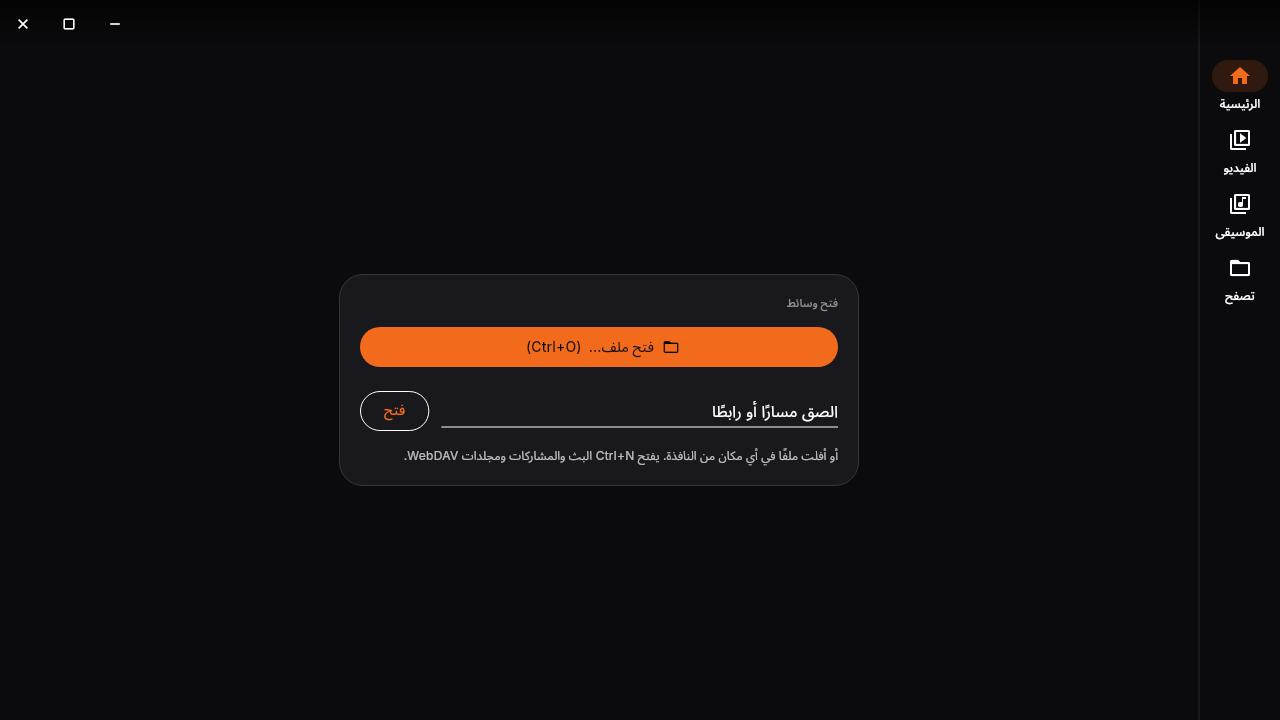 الرئيسية
الفيديو
الموسيقى
تصفح
فتح وسائط
فتح ملف... (Ctrl+O)
الصق مسارًا أو رابطًا
فتح
أو أفلت ملفًا في أي مكان من النافذة. يفتح Ctrl+N البث والمشاركات ومجلدات WebDAV.